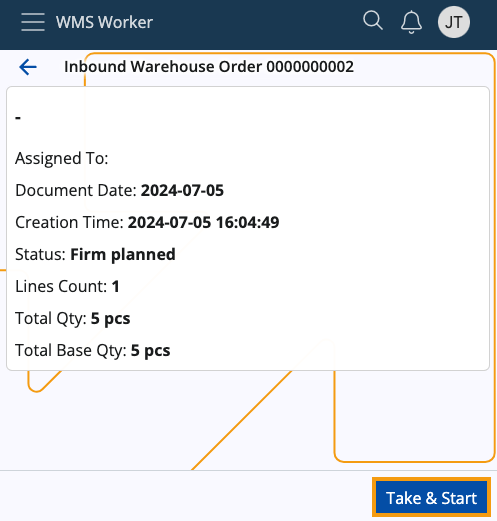 WMS Worker
JT
Inbound Warehouse Order 0000000002
-
Assigned To:
Document Date: 2024-07-05
Creation Time: 2024-07-05 16:04:49
Status: Firm planned
Lines Count: 1
Total Qty: 5 pcs
Total Base Qty: 5 pcs
Take & Start